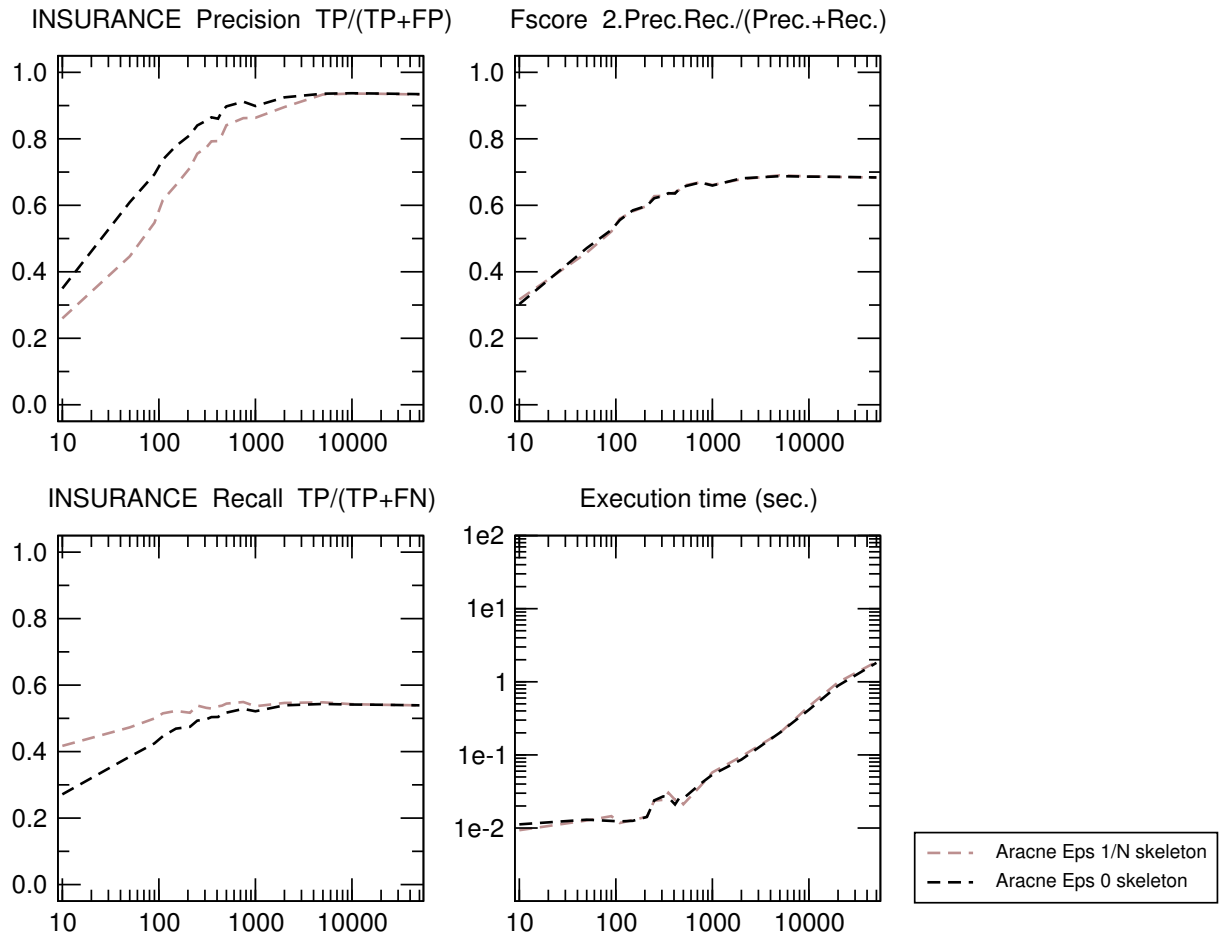 INSURANCE Precision TP/(TP+FP)
1.0
0.8
0.6
0.4
0.2
0.0
10 100 1000 10000
Fscore 2.Prec.Rec./(Prec.+Rec.)
1.0
0.8
0.6
0.4
0.2
0.0
10 100 1000 10000
INSURANCE Recall TP/(TP+FN)
1.0
0.8
0.6
0.4
0.2
0.0
10 100 1000 10000
Execution time (sec.)
1e2
1e1
1
1e-1
1e-2
10 100 1000 10000
Aracne Eps 1/N skeleton
Aracne Eps 0 skeleton